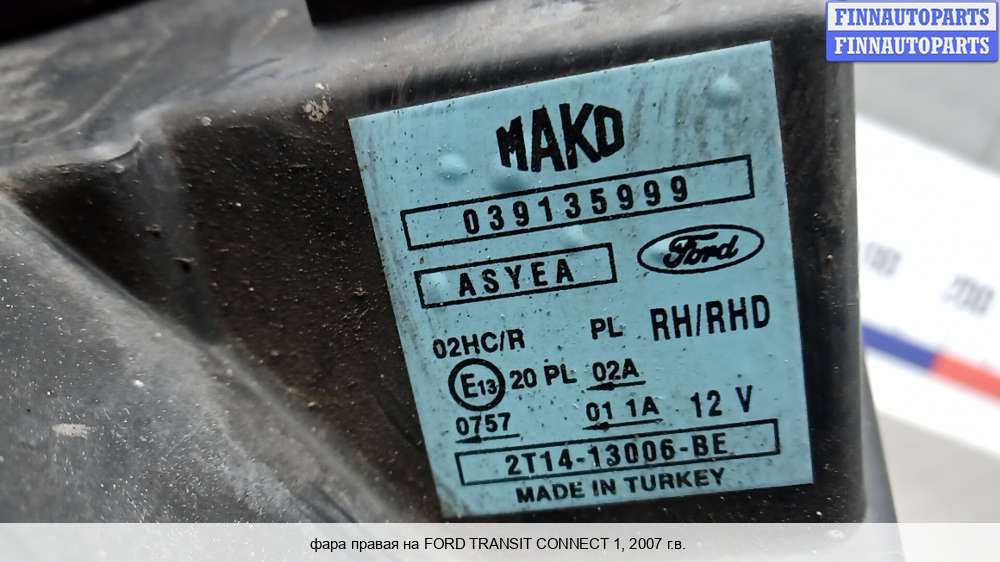 FINNAUTOPARTS
FINNAUTOPARTS
MAKO
039135999
ASYEA
Ford
02HC/R PL RH/RHD
E13 20 PL 02A
0757 01 1A 12 V
2T14-13006-BE
MADE IN TURKEY
фара правая на FORD TRANSIT CONNECT 1, 2007 г.в.